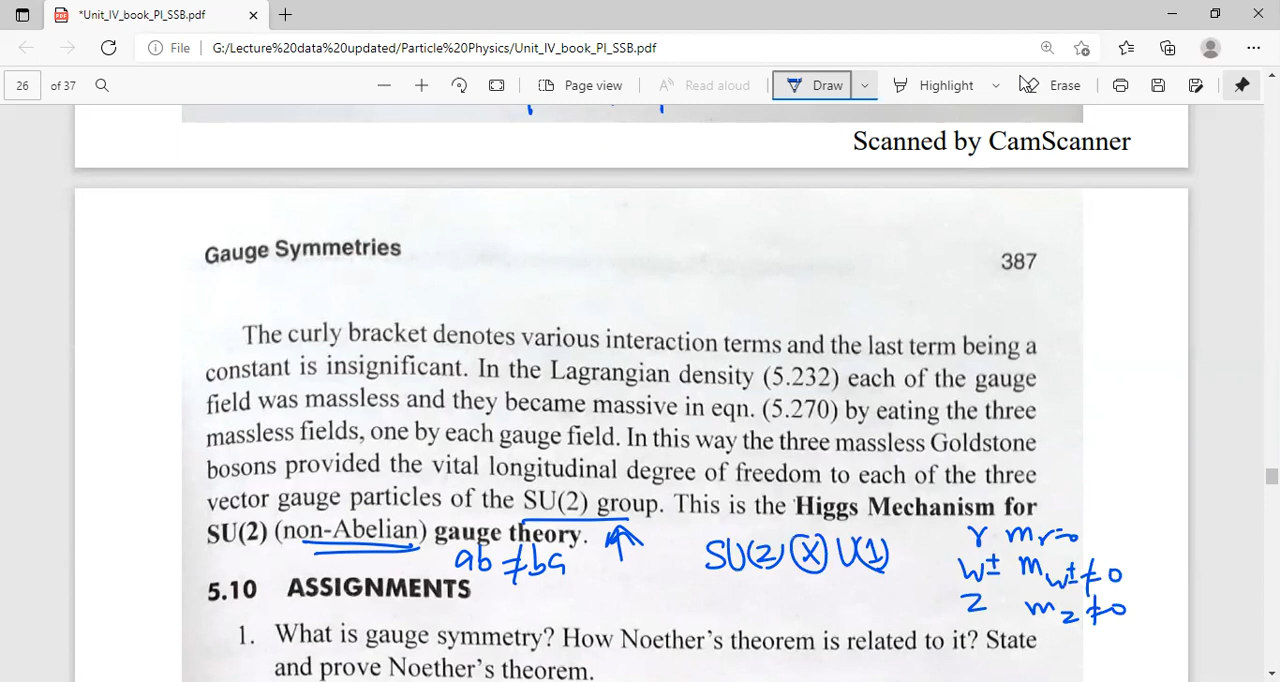 *Unit_IV_book_PI_SSB.pdf
File G:/Lecture%20data%20updated/Particle%20Physics/Unit_IV_book_PI_SSB.pdf
26 of 37 Page view Read aloud Draw Highlight Erase
Scanned by CamScanner
Gauge Symmetries 387
The curly bracket denotes various interaction terms and the last term being a
constant is insignificant. In the Lagrangian density (5.232) each of the gauge
field was massless and they became massive in eqn. (5.270) by eating the three
massless fields, one by each gauge field. In this way the three massless Goldstone
bosons provided the vital longitudinal degree of freedom to each of the three
vector gauge particles of the SU(2) group. This is the Higgs Mechanism for
SU(2) (non-Abelian) gauge theory.
ab ≠ ba SU(2) ⊗ U(1)
γ mγ=0
W± mW± ≠ 0
Z mZ ≠ 0
5.10 ASSIGNMENTS
1. What is gauge symmetry? How Noether's theorem is related to it? State
and prove Noether's theorem.